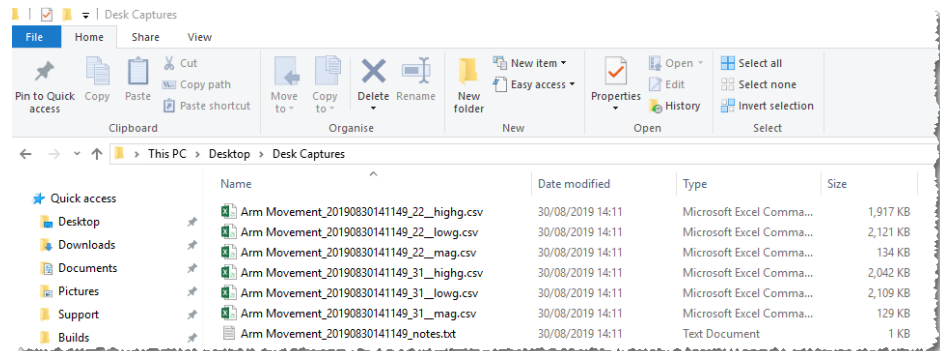 Desk Captures
File Home Share View
Pin to Quick access
Copy
Paste
Cut
Copy path
Paste shortcut
Clipboard
Move to
Copy to
Delete
Rename
Organise
New folder
New item
Easy access
New
Properties
Open
Edit
History
Open
Select all
Select none
Invert selection
Select
This PC > Desktop > Desk Captures
Quick access
Desktop
Downloads
Documents
Pictures
Support
Builds
Name Date modified Type Size
Arm Movement_20190830141149_22__highg.csv 30/08/2019 14:11 Microsoft Excel Comma... 1,917 KB
Arm Movement_20190830141149_22__lowg.csv 30/08/2019 14:11 Microsoft Excel Comma... 2,121 KB
Arm Movement_20190830141149_22__mag.csv 30/08/2019 14:11 Microsoft Excel Comma... 134 KB
Arm Movement_20190830141149_31__highg.csv 30/08/2019 14:11 Microsoft Excel Comma... 2,042 KB
Arm Movement_20190830141149_31__lowg.csv 30/08/2019 14:11 Microsoft Excel Comma... 2,109 KB
Arm Movement_20190830141149_31__mag.csv 30/08/2019 14:11 Microsoft Excel Comma... 129 KB
Arm Movement_20190830141149_notes.txt 30/08/2019 14:11 Text Document 1 KB